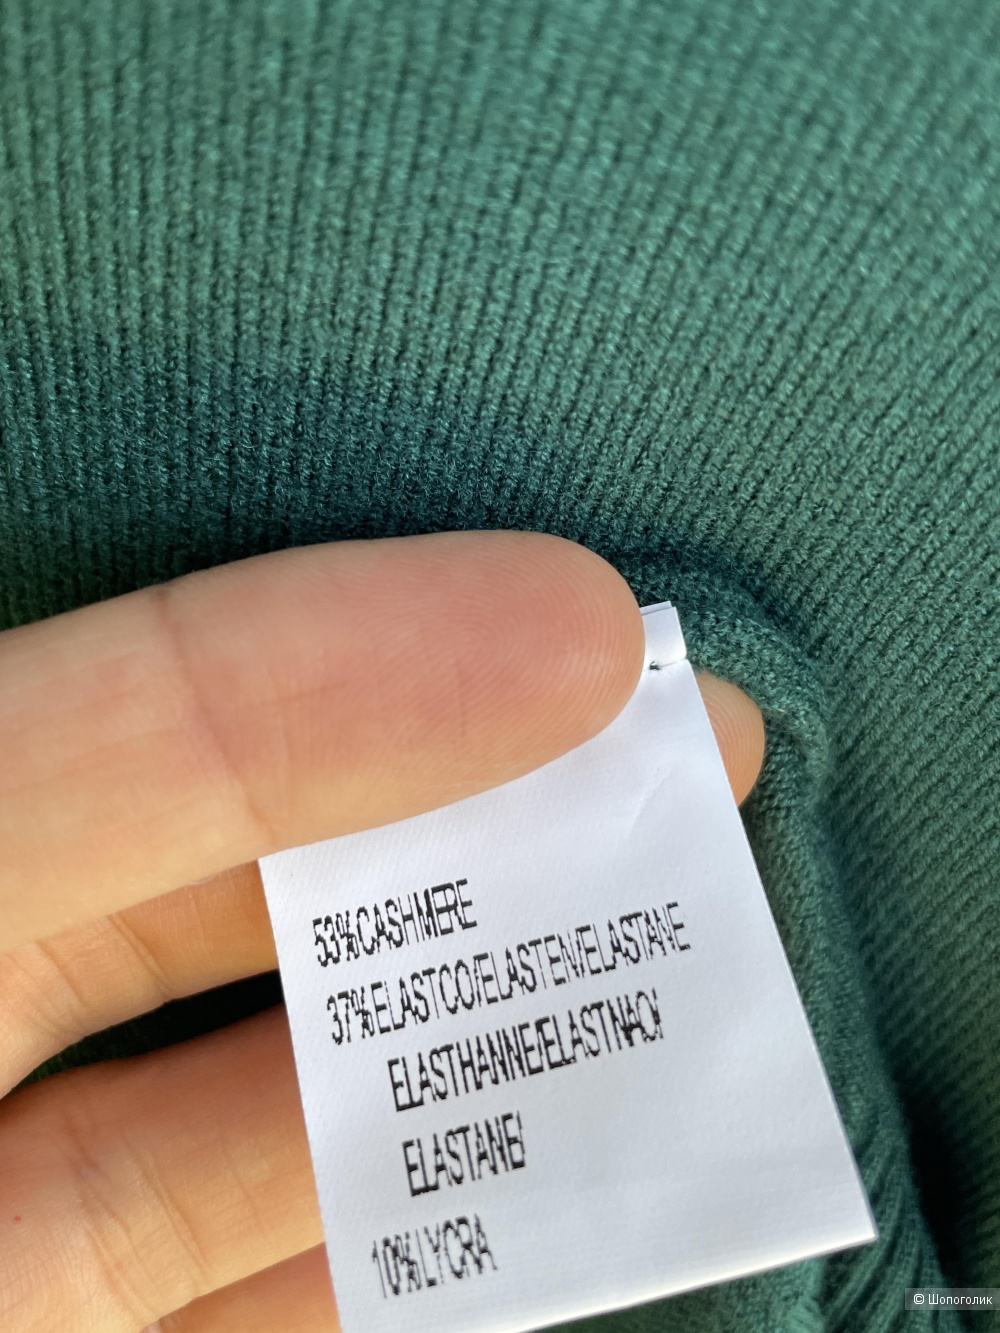 53%CASHMERE
37%ELASTCO/ELASTEN/ELASTANE
ELASTHANNE/ELASTNAO/
ELASTANE/
10%LYCRA
© Шопоголик